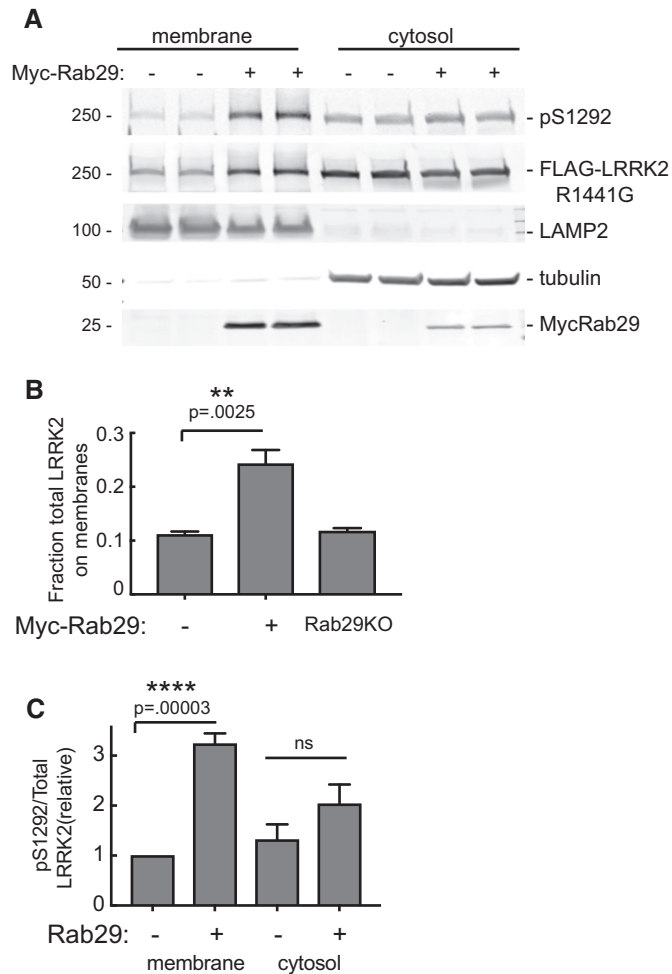 A
membrane cytosol
Myc-Rab29: - - + + - - + +
250 - - pS1292
250 - - FLAG-LRRK2
R1441G
100 - - LAMP2
50 - - tubulin
25 - - MycRab29
B
**
p=.0025
Fraction total LRRK2
on membranes
0.3
0.2
0.1
0
Myc-Rab29: - + Rab29KO
C
****
p=.00003
ns
pS1292/Total
LRRK2(relative)
3
2
1
0
Rab29: - + - +
membrane cytosol